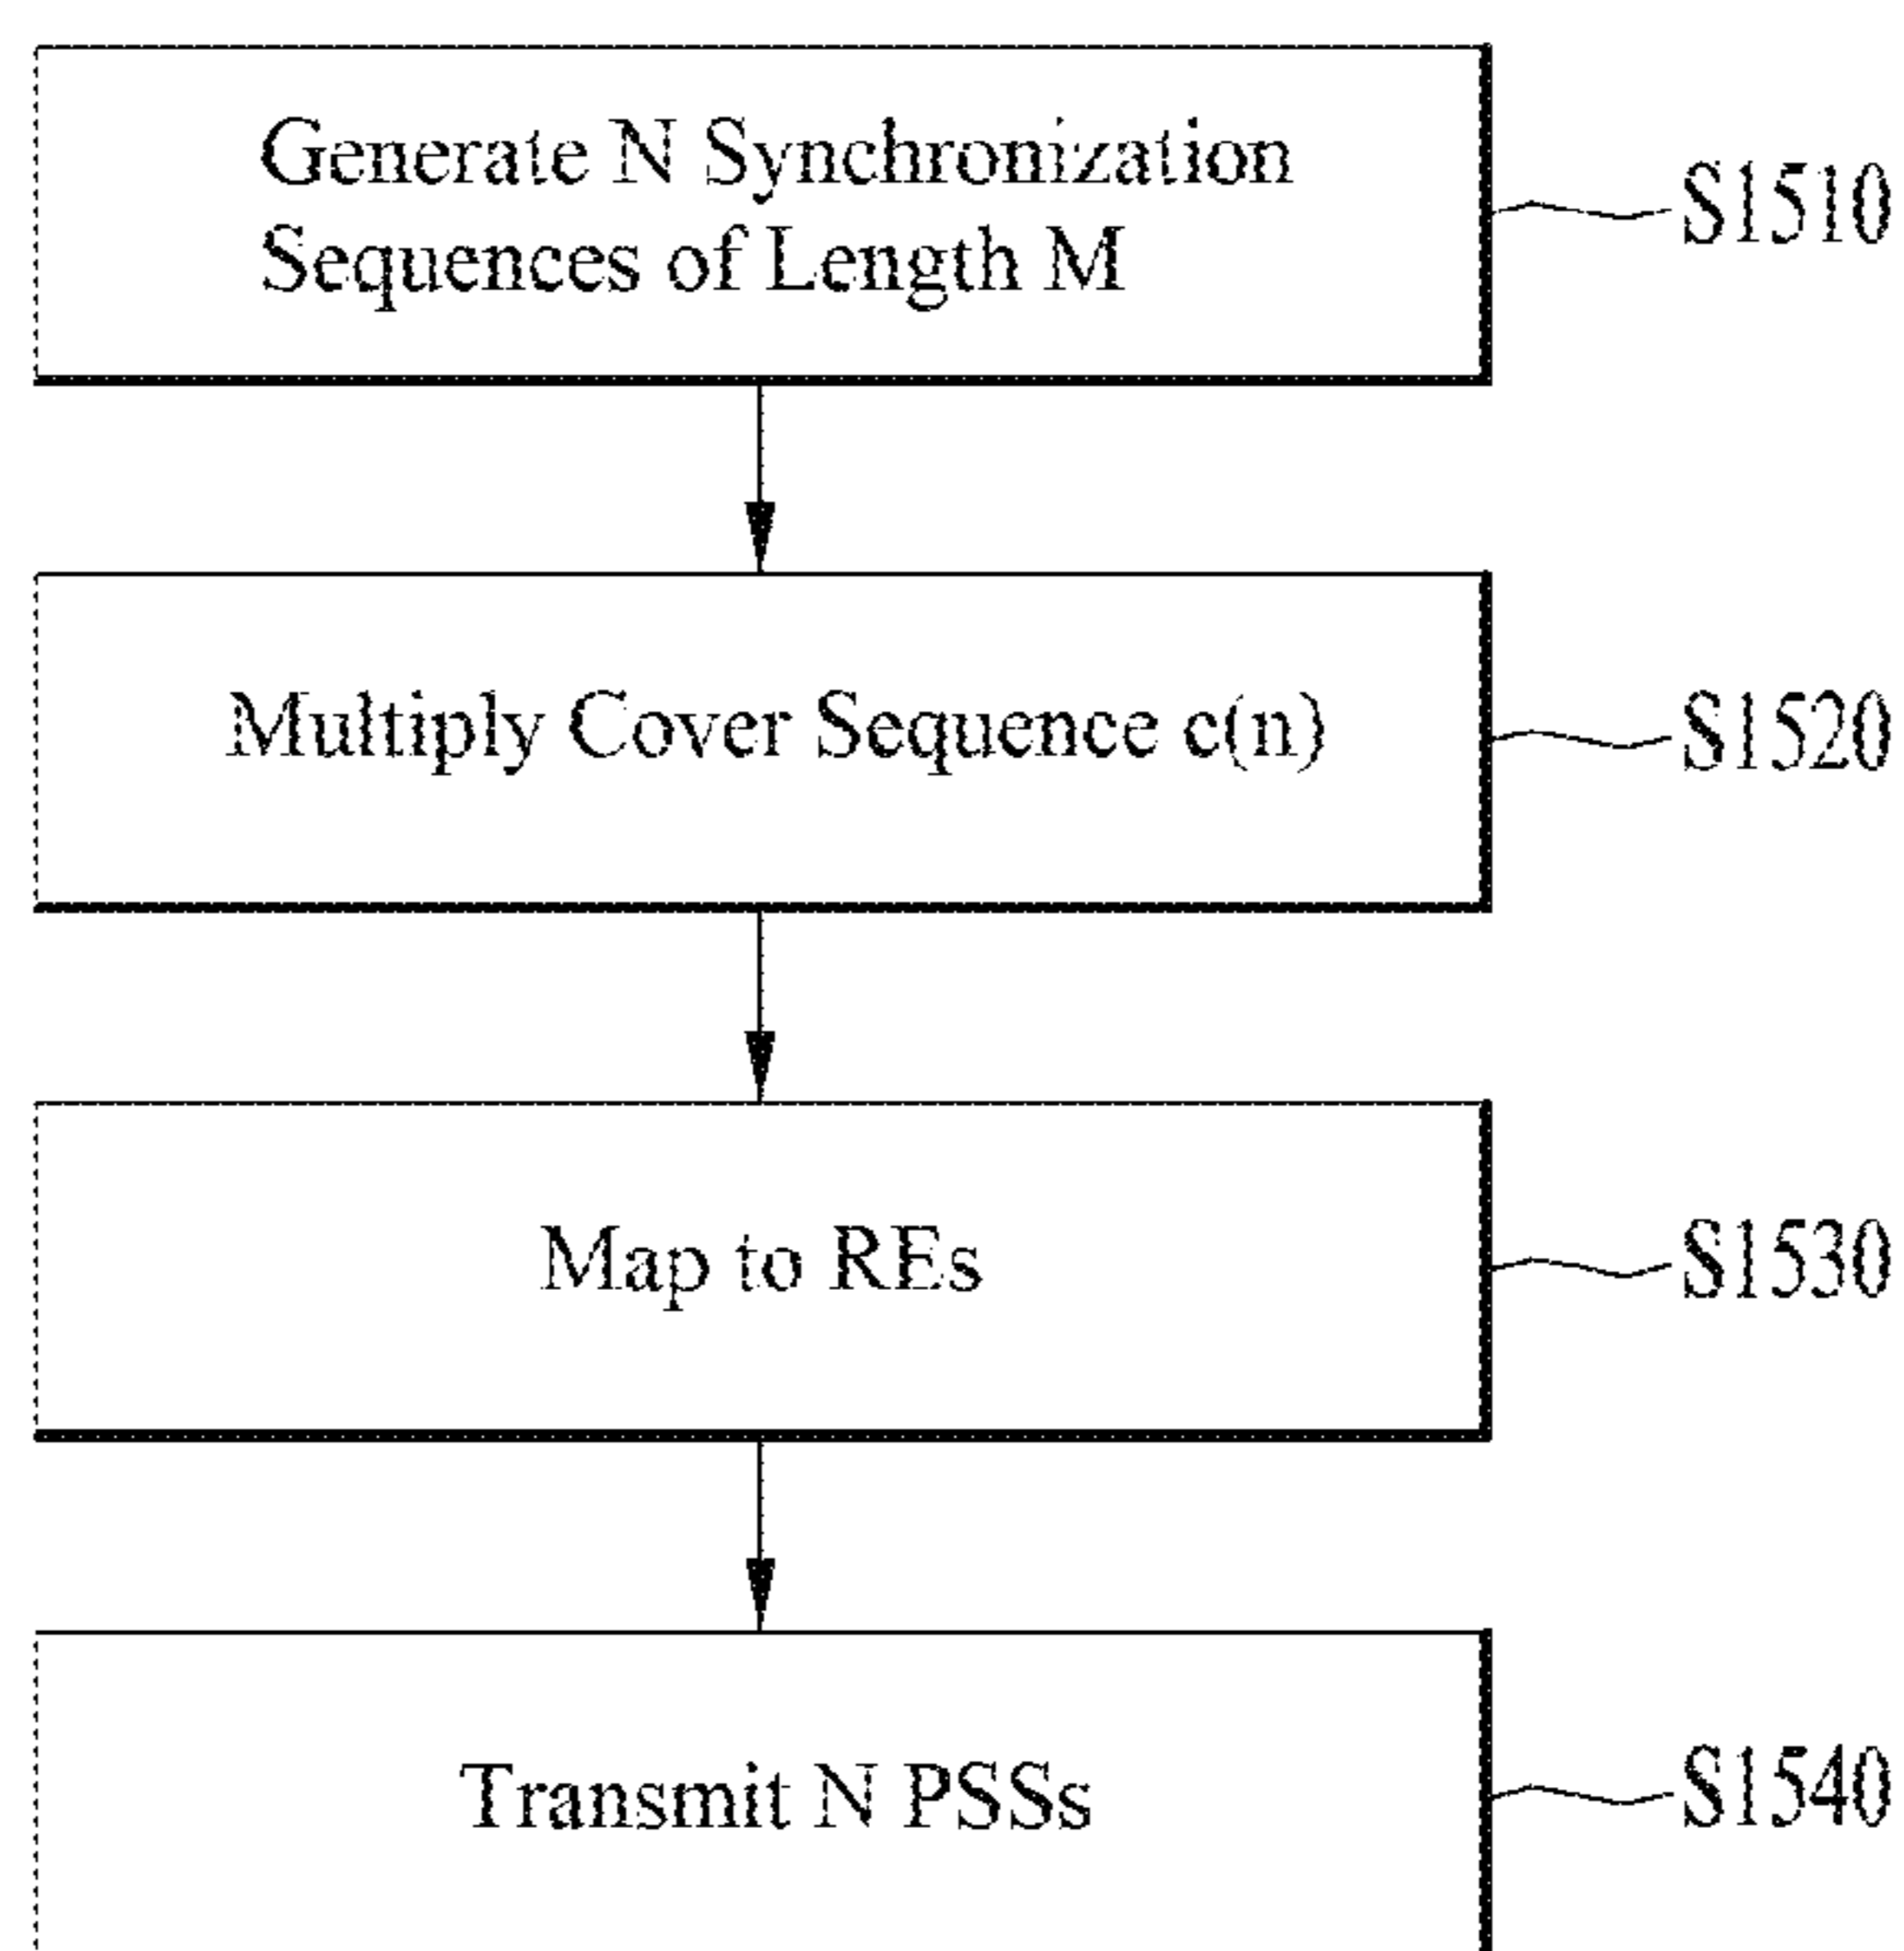 Generate N Synchronization
Sequences of Length M
S1510
Multiply Cover Sequence c(n)
S1520
Map to REs
S1530
Transmit N PSSs
S1540